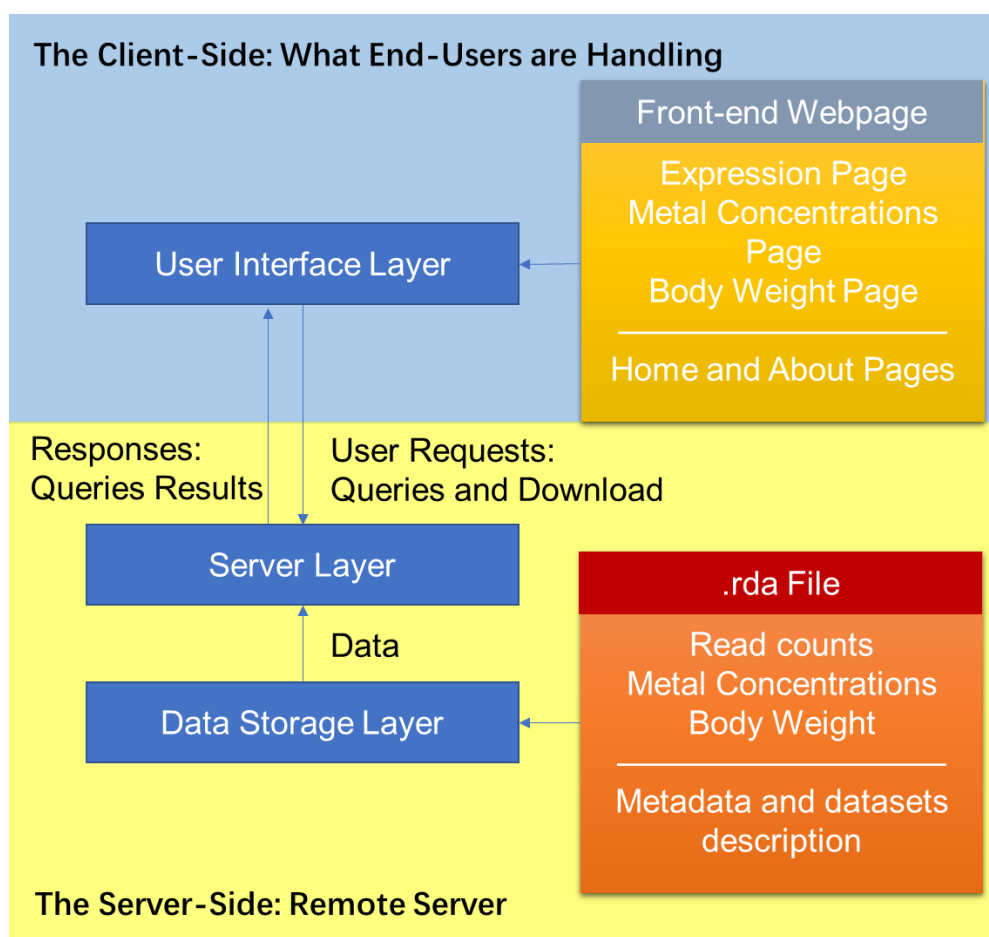 The Client-Side: What End-Users are Handling
Front-end Webpage
Expression Page
Metal Concentrations
Page
Body Weight Page
Home and About Pages
User Interface Layer
Responses:
Queries Results
User Requests:
Queries and Download
Server Layer
Data
Data Storage Layer
.rda File
Read counts
Metal Concentrations
Body Weight
Metadata and datasets
description
The Server-Side: Remote Server